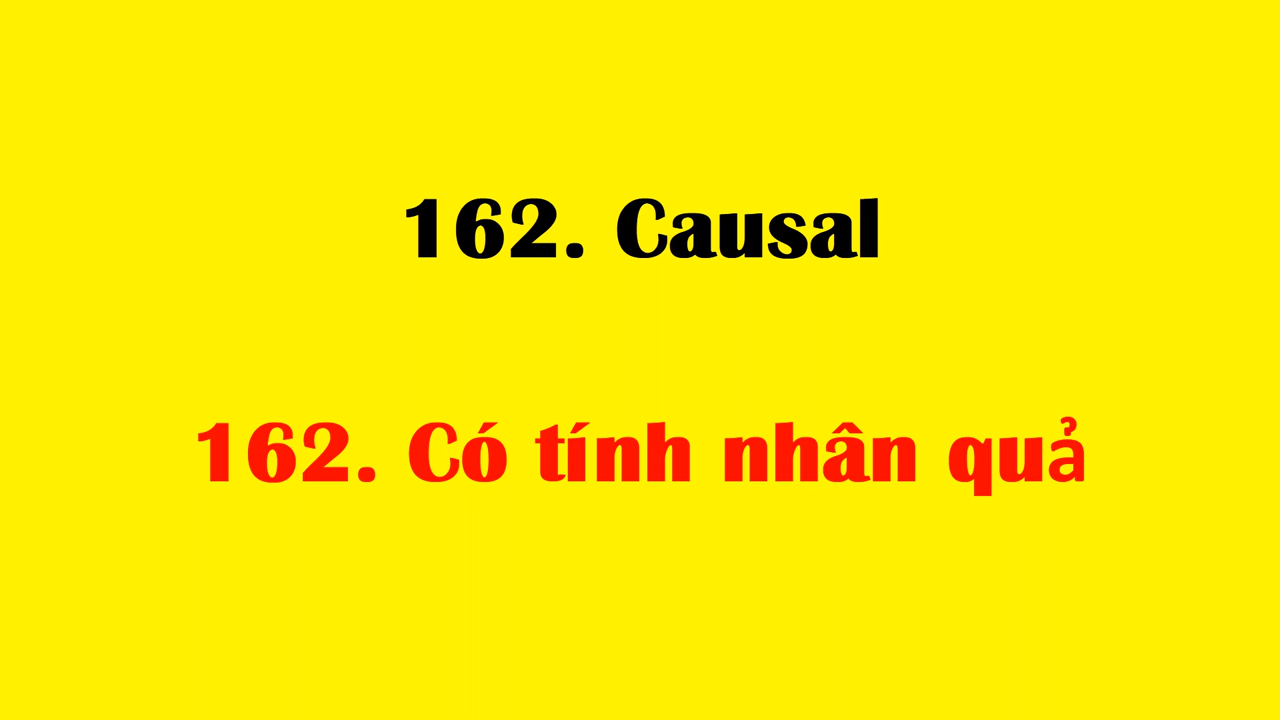 162. Causal
162. Có tính nhân quả